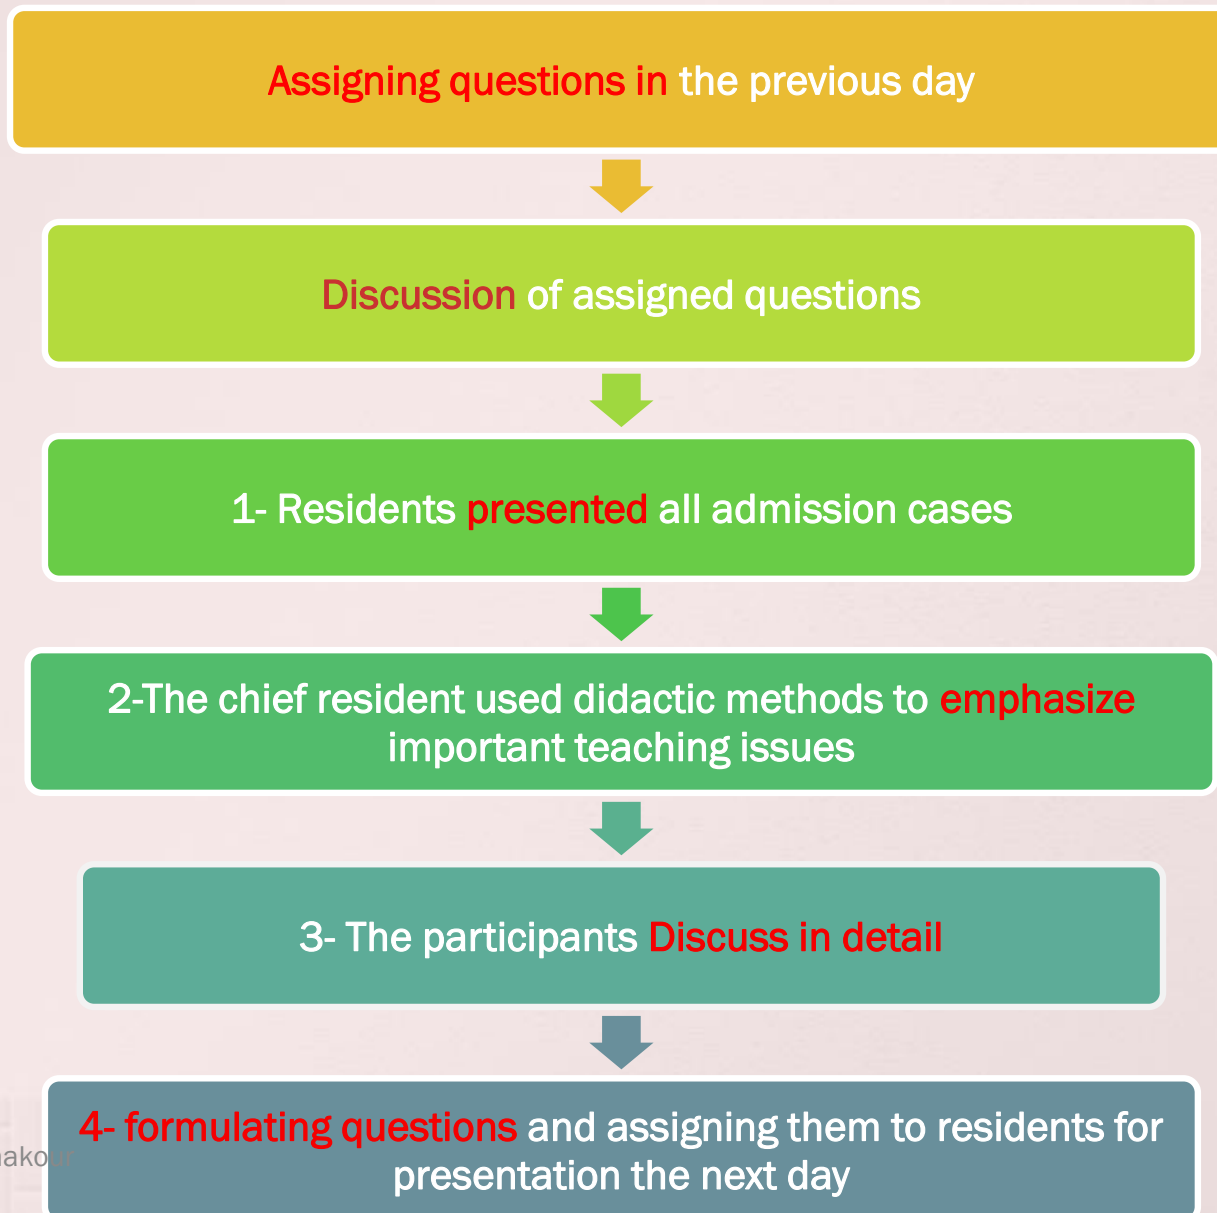 Assigning questions in the previous day
Discussion of assigned questions
1- Residents presented all admission cases
2-The chief resident used didactic methods to emphasize
important teaching issues
3- The participants Discuss in detail
4- formulating questions and assigning them to residents for
presentation the next day